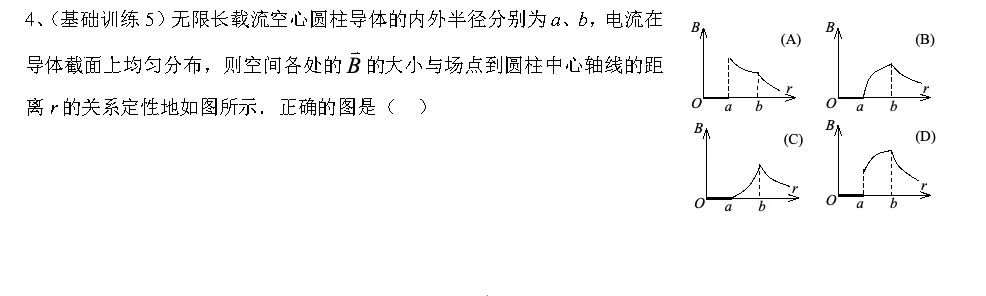 4、（基础训练 5）无限长载流空心圆柱导体的内外半径分别为 a、b，电流在
导体截面上均匀分布，则空间各处的 B 的大小与场点到圆柱中心轴线的距
离 r 的关系定性地如图所示．正确的图是（ ）
B
(A)
O a b r
B
(B)
O a b r
B
(C)
O a b r
B
(D)
O a b r